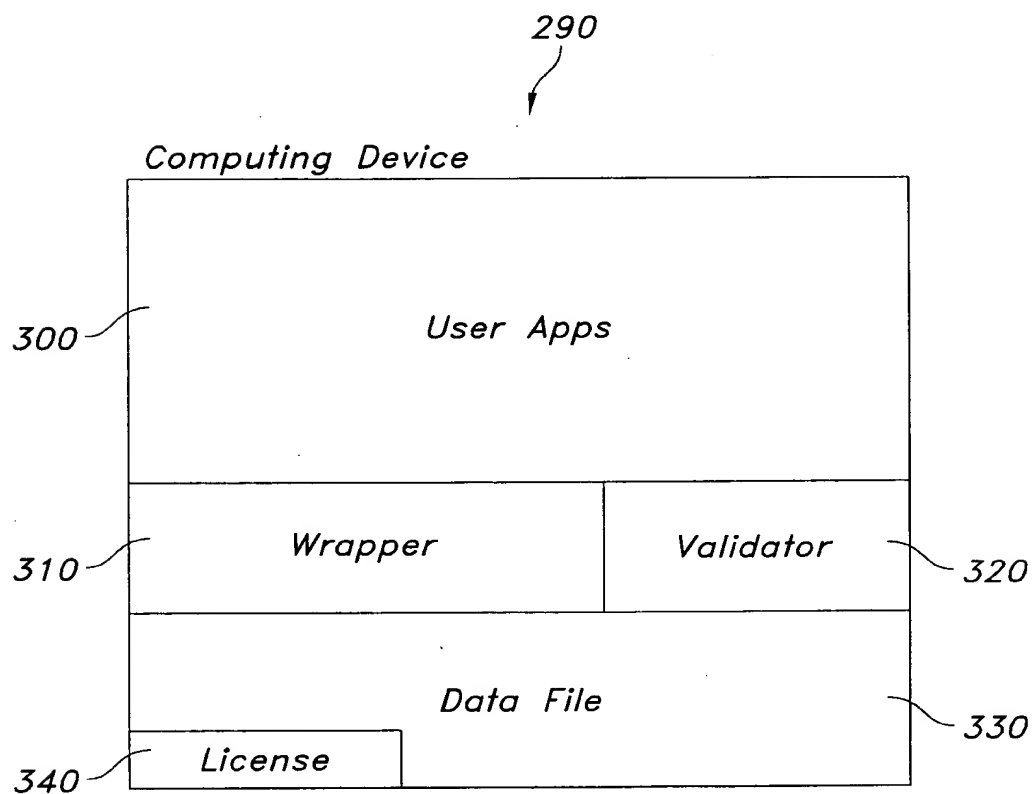 290
Computing Device
300
User Apps
310
Wrapper
Validator
320
Data File
330
340
License